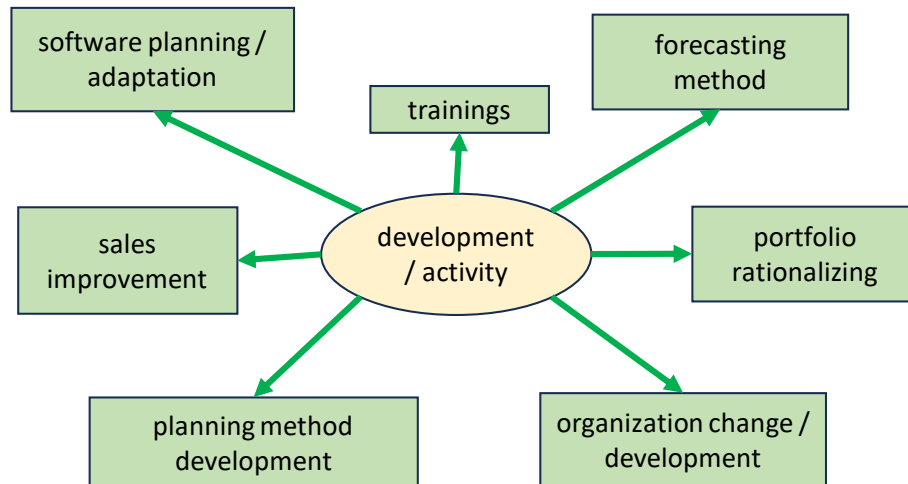 software planning /
adaptation
trainings
forecasting
method
sales
improvement
development
/ activity
portfolio
rationalizing
planning method
development
organization change /
development